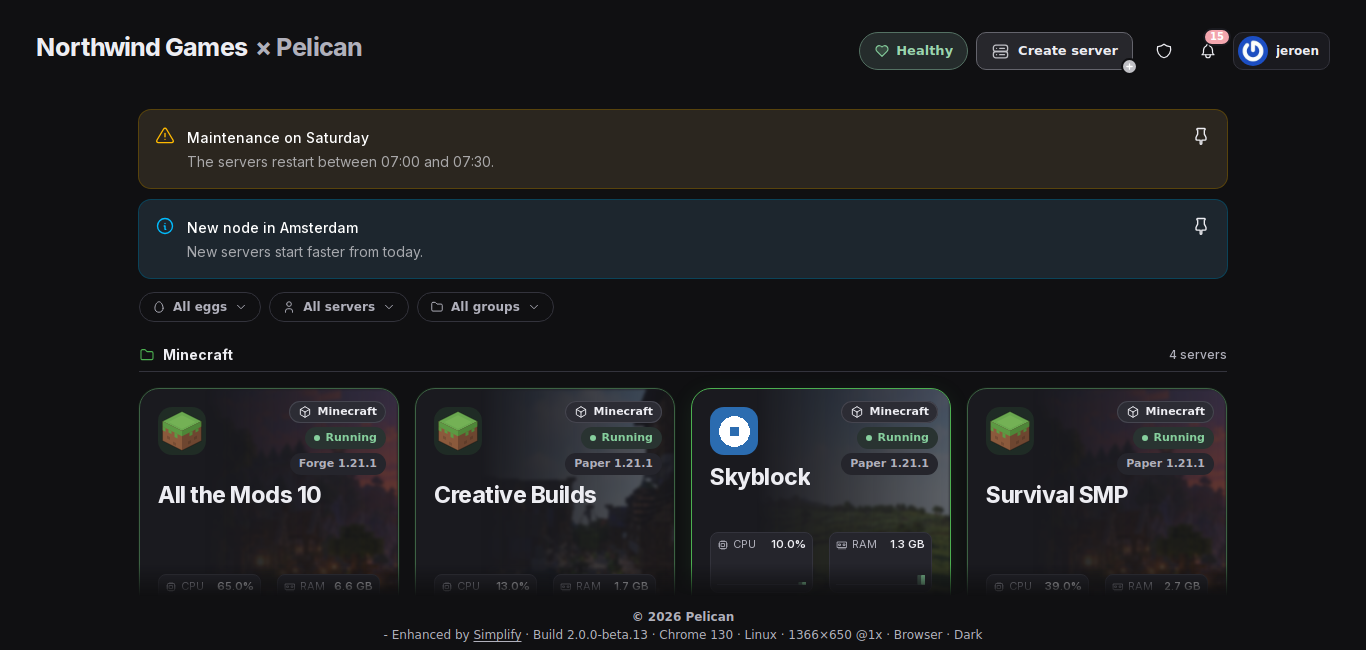 Northwind Games × Pelican
Healthy
Create server
15
jeroen
Maintenance on Saturday
The servers restart between 07:00 and 07:30.
New node in Amsterdam
New servers start faster from today.
All eggs
All servers
All groups
Minecraft
4 servers
Minecraft
Running
Forge 1.21.1
All the Mods 10
CPU 65.0%
RAM 6.6 GB
Minecraft
Running
Paper 1.21.1
Creative Builds
CPU 13.0%
RAM 1.7 GB
Minecraft
Running
Paper 1.21.1
Skyblock
CPU 10.0%
RAM 1.3 GB
Minecraft
Running
Paper 1.21.1
Survival SMP
CPU 39.0%
RAM 2.7 GB
© 2026 Pelican
- Enhanced by Simplify · Build 2.0.0-beta.13 · Chrome 130 · Linux · 1366×650 @1x · Browser · Dark